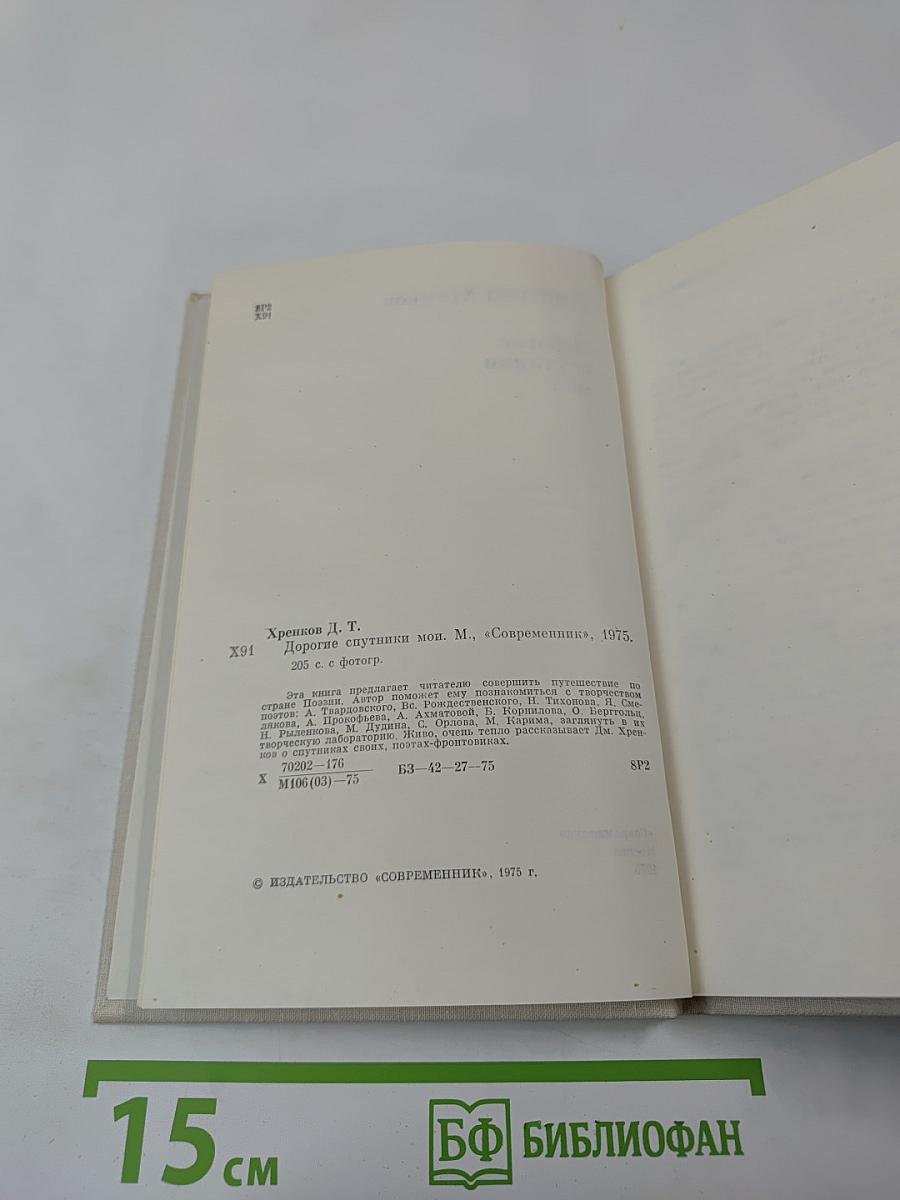 8Р2
Х91
Хренков Д. Т.
Х91 Дорогие спутники мои. М., «Современник», 1975.
205 с. с фотогр.
Эта книга предлагает читателю совершить путешествие по
стране Поэзии. Автор поможет ему познакомиться с творчеством
поэтов: А. Твардовского, Вс. Рождественского, Н. Тихонова, Я. Сме-
лякова, А. Прокофьева, А. Ахматовой, Б. Корнилова, О. Берггольц,
Н. Рыленкова, М. Дудина, С. Орлова, М. Карима, заглянуть в их
творческую лабораторию. Живо, очень тепло рассказывает Дм. Хрен-
ков о спутниках своих, поэтах-фронтовиках.
Х 70202—176
М106(03)—75
БЗ—42—27—75
8Р2
© ИЗДАТЕЛЬСТВО «СОВРЕМЕННИК», 1975 г.
15 см
БФ БИБЛИОФАН